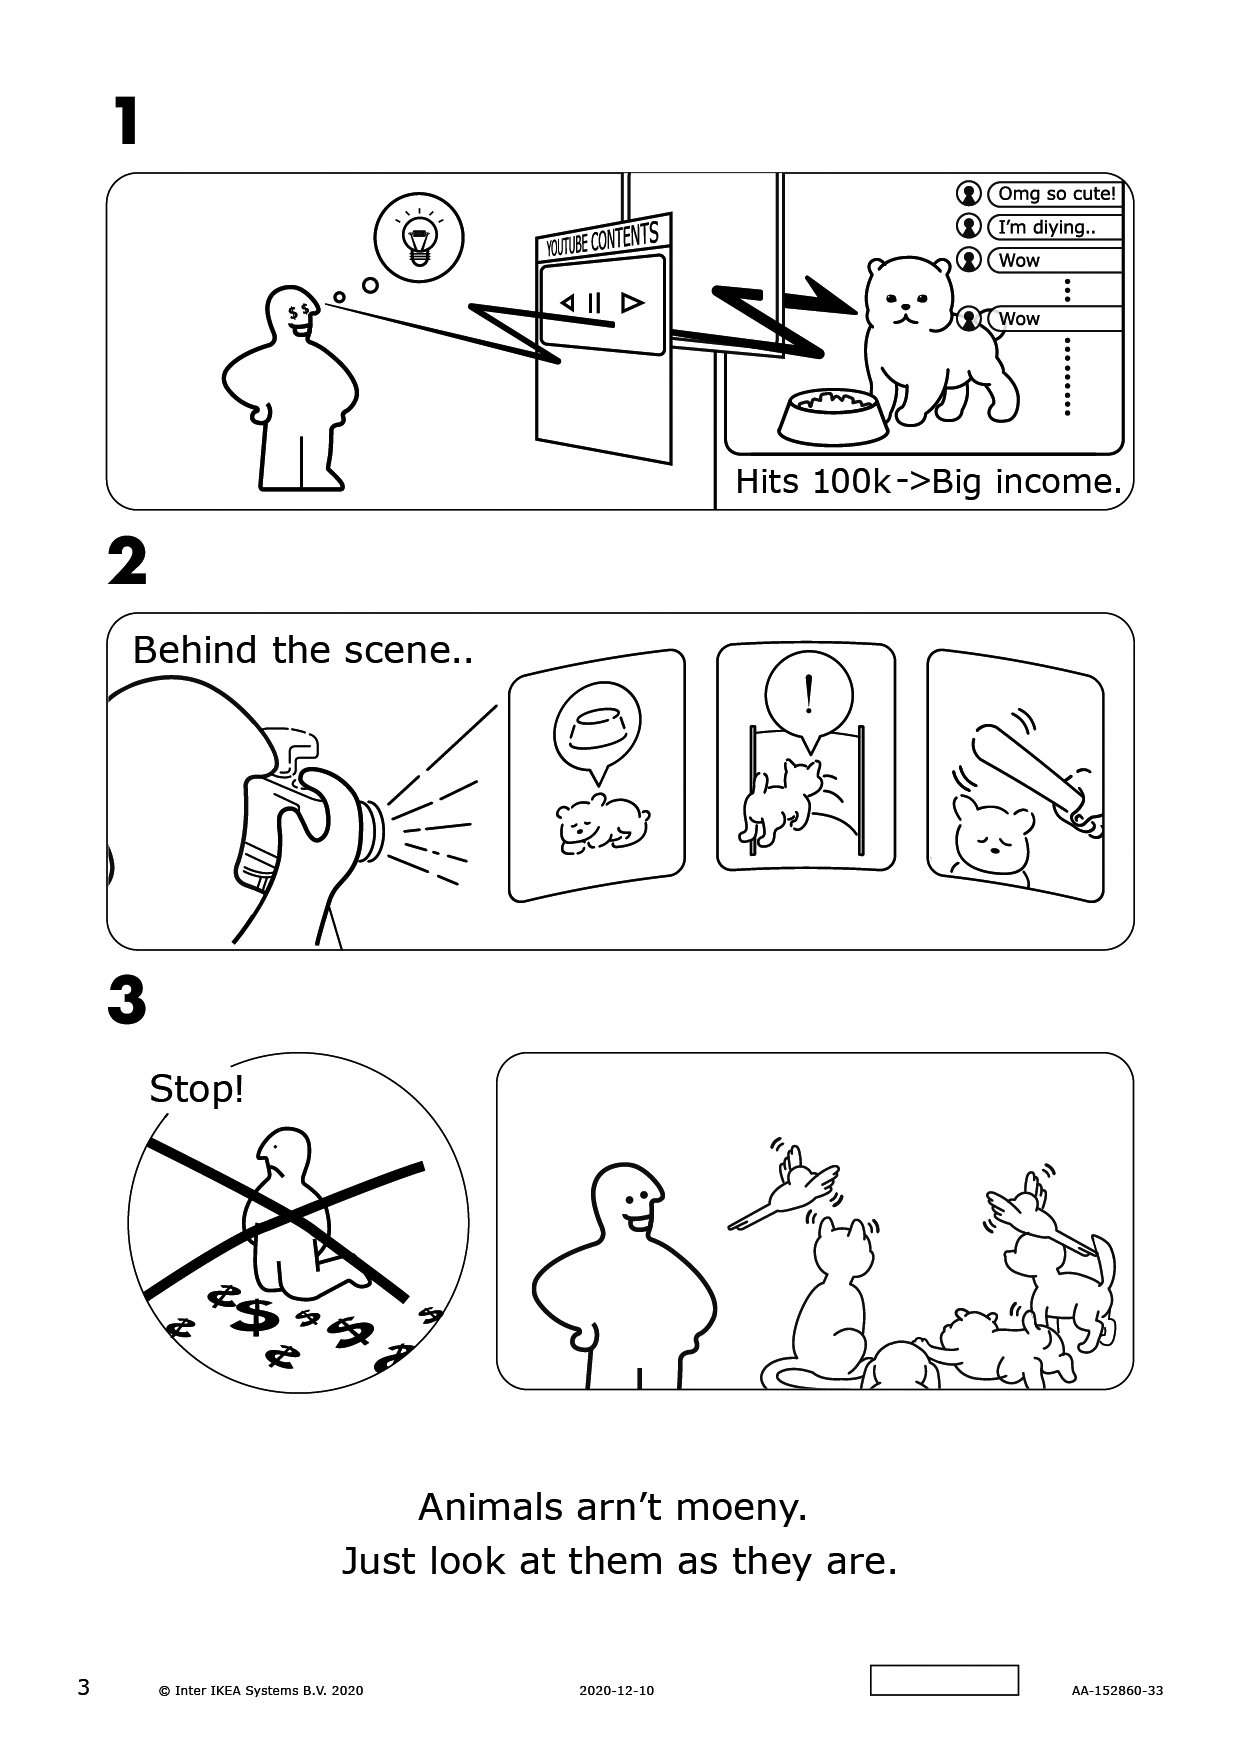 1
YOUTUBE CONTENTS
Omg so cute!
I'm diying..
Wow
Wow
Hits 100k->Big income.
2
Behind the scene..
!
3
Stop!
Animals arn't moeny.
Just look at them as they are.
3
© Inter IKEA Systems B.V. 2020
2020-12-10
AA-152860-33